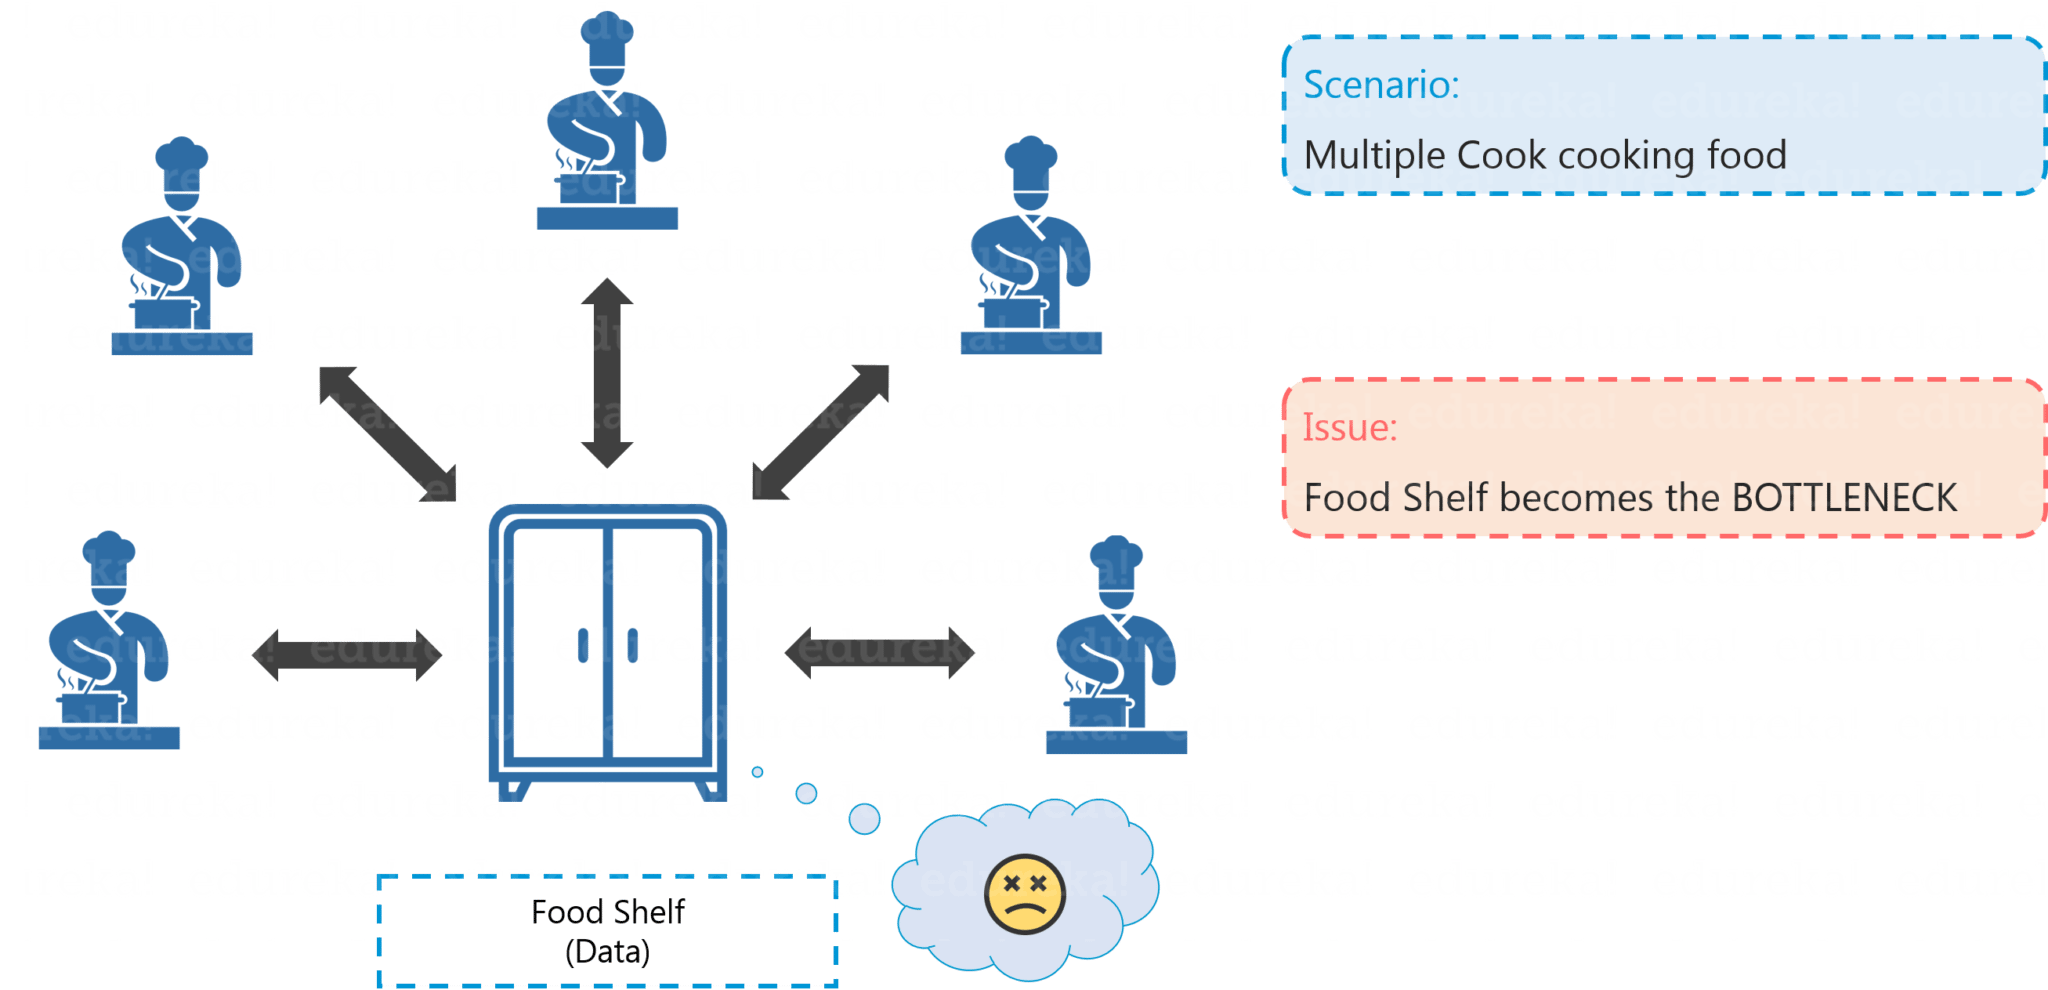 Scenario:
Multiple Cook cooking food
Issue:
Food Shelf becomes the BOTTLENECK
Food Shelf
(Data)